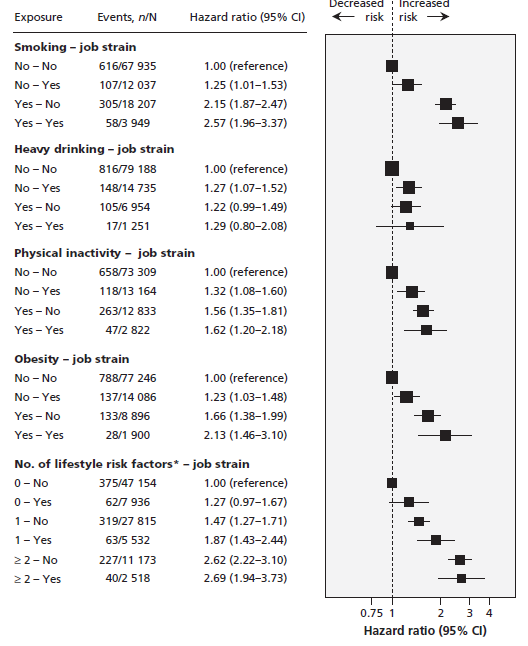 Decreased risk ← | Increased risk →
Exposure Events, n/N Hazard ratio (95% CI)
Smoking – job strain
No – No 616/67 935 1.00 (reference)
No – Yes 107/12 037 1.25 (1.01–1.53)
Yes – No 305/18 207 2.15 (1.87–2.47)
Yes – Yes 58/3 949 2.57 (1.96–3.37)
Heavy drinking – job strain
No – No 816/79 188 1.00 (reference)
No – Yes 148/14 735 1.27 (1.07–1.52)
Yes – No 105/6 954 1.22 (0.99–1.49)
Yes – Yes 17/1 251 1.29 (0.80–2.08)
Physical inactivity – job strain
No – No 658/73 309 1.00 (reference)
No – Yes 118/13 164 1.32 (1.08–1.60)
Yes – No 263/12 833 1.56 (1.35–1.81)
Yes – Yes 47/2 822 1.62 (1.20–2.18)
Obesity – job strain
No – No 788/77 246 1.00 (reference)
No – Yes 137/14 086 1.23 (1.03–1.48)
Yes – No 133/8 896 1.66 (1.38–1.99)
Yes – Yes 28/1 900 2.13 (1.46–3.10)
No. of lifestyle risk factors* – job strain
0 – No 375/47 154 1.00 (reference)
0 – Yes 62/7 936 1.27 (0.97–1.67)
1 – No 319/27 815 1.47 (1.27–1.71)
1 – Yes 63/5 532 1.87 (1.43–2.44)
≥ 2 – No 227/11 173 2.62 (2.22–3.10)
≥ 2 – Yes 40/2 518 2.69 (1.94–3.73)
0.75 1 2 3 4
Hazard ratio (95% CI)